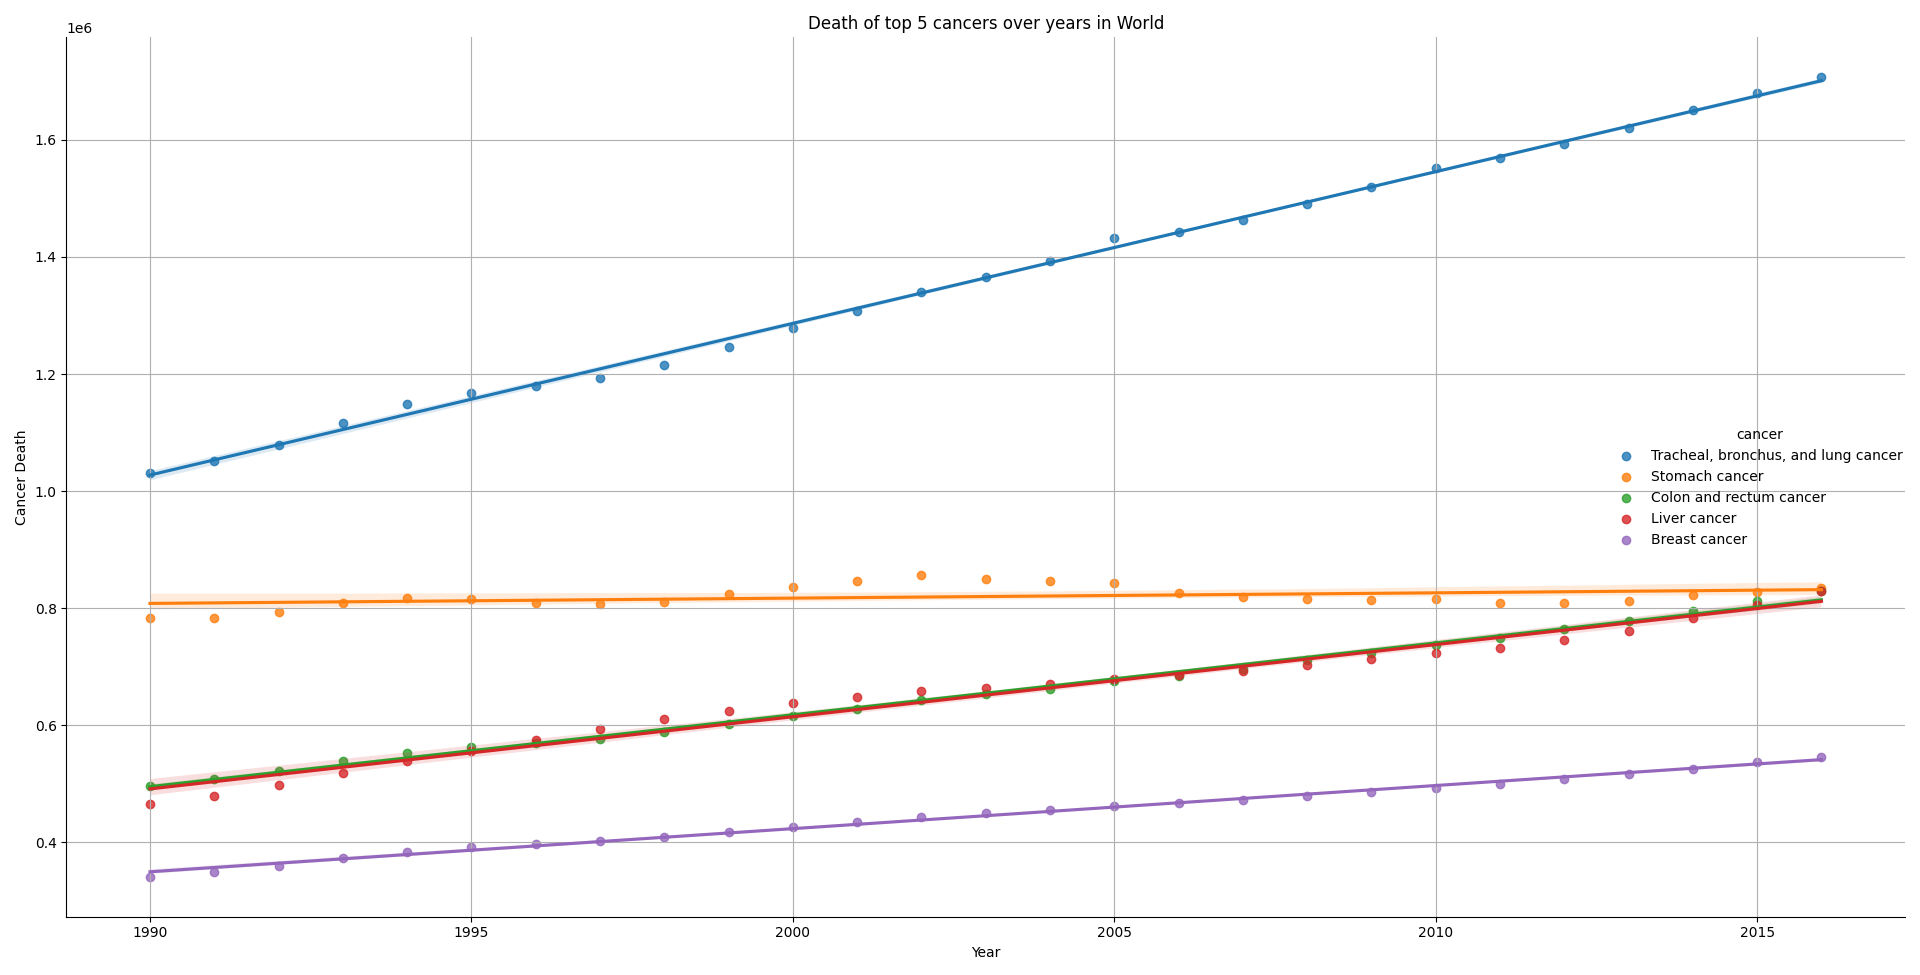 Death of top 5 cancers over years in World
1e6
1.6
1.4
1.2
1.0
0.8
0.6
0.4
Cancer Death
cancer
Tracheal, bronchus, and lung cancer
Stomach cancer
Colon and rectum cancer
Liver cancer
Breast cancer
1990 1995 2000 2005 2010 2015
Year